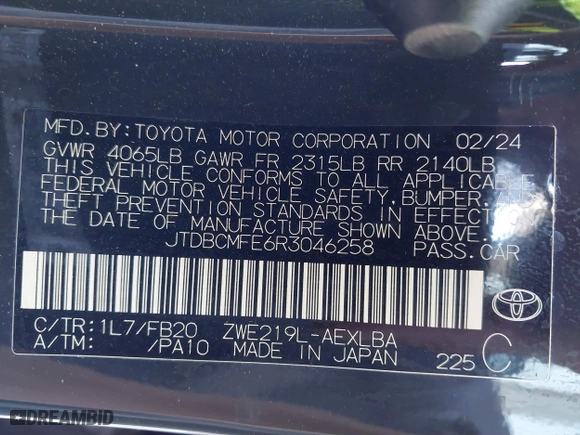 MFD.BY:TOYOTA MOTOR CORPORATION 02/24
GVWR 4065LB GAWR FR 2315LB RR 2140LB
THIS VEHICLE CONFORMS TO ALL APPLICABLE
FEDERAL MOTOR VEHICLE SAFETY,BUMPER,AND
THEFT PREVENTION STANDARDS IN EFFECT ON
THE DATE OF MANUFACTURE SHOWN ABOVE.
JTDBCMFE6R3046258 PASS.CAR
TOYOTA
C/TR:1L7/FB20 ZWE219L-AEXLBA
A/TM: /PA10 MADE IN JAPAN 225 C
DREAMBID